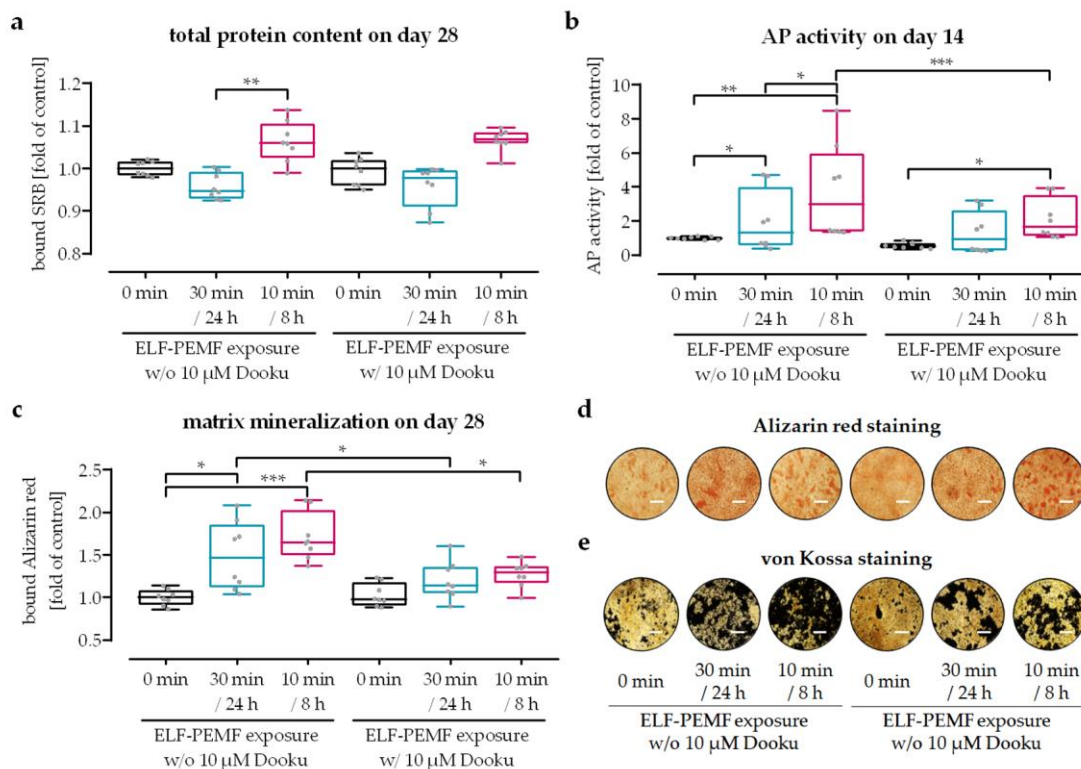 a
total protein content on day 28
bound SRB [fold of control]
1.2
1.1
1.0
0.9
0.8
**
0 min 30 min 10 min 0 min 30 min 10 min
/ 24 h / 8 h / 24 h / 8 h
ELF-PEMF exposure ELF-PEMF exposure
w/o 10 µM Dooku w/ 10 µM Dooku
b
AP activity on day 14
AP activity [fold of control]
10
8
6
4
2
0
* ***
**
* *
0 min 30 min 10 min 0 min 30 min 10 min
/ 24 h / 8 h / 24 h / 8 h
ELF-PEMF exposure ELF-PEMF exposure
w/o 10 µM Dooku w/ 10 µM Dooku
c
matrix mineralization on day 28
bound Alizarin red
[fold of control]
2.5
2.0
1.5
1.0
0.5
* *
*** *
0 min 30 min 10 min 0 min 30 min 10 min
/ 24 h / 8 h / 24 h / 8 h
ELF-PEMF exposure ELF-PEMF exposure
w/o 10 µM Dooku w/ 10 µM Dooku
d
Alizarin red staining
e
von Kossa staining
0 min 30 min 10 min 0 min 30 min 10 min
/ 24 h / 8 h / 24 h / 8 h
ELF-PEMF exposure ELF-PEMF exposure
w/o 10 µM Dooku w/ 10 µM Dooku